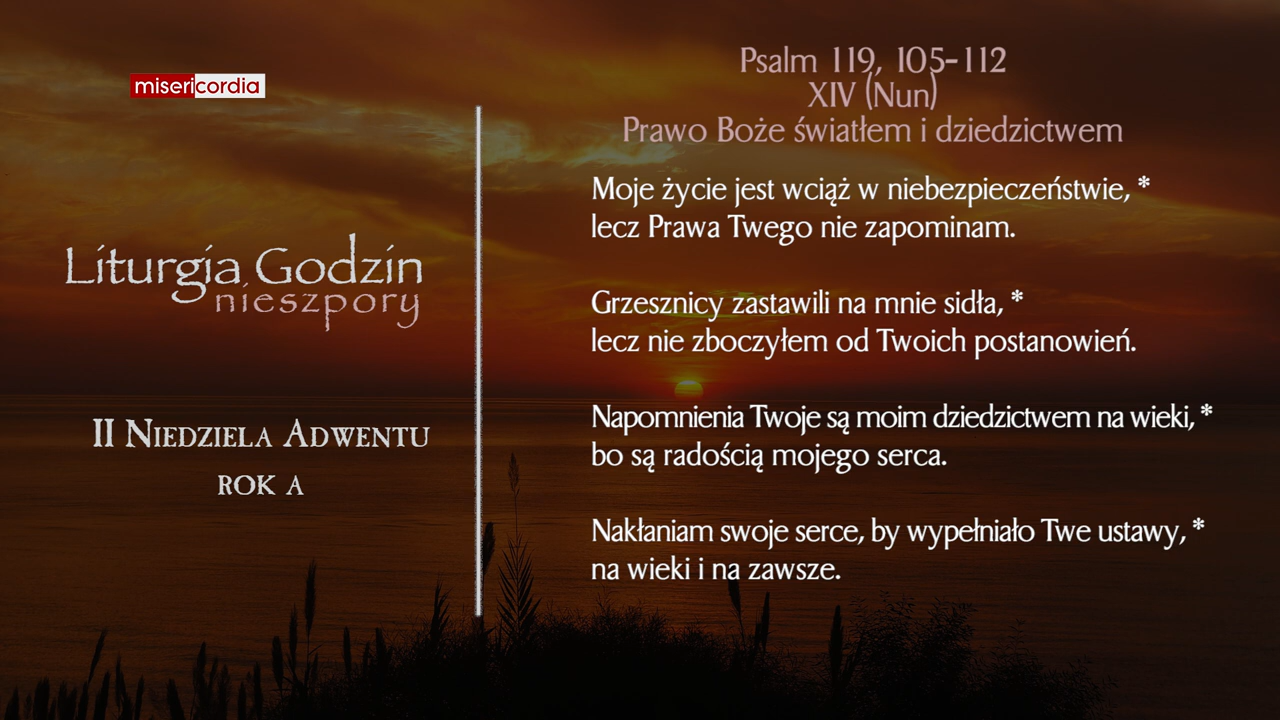 misericordia
Liturgia Godzin
nieszpory
II Niedziela Adwentu
rok a
Psalm 119, 105-112
XIV (Nun)
Prawo Boże światłem i dziedzictwem
Moje życie jest wciąż w niebezpieczeństwie, *
lecz Prawa Twego nie zapominam.
Grzesznicy zastawili na mnie sidła, *
lecz nie zboczyłem od Twoich postanowień.
Napomnienia Twoje są moim dziedzictwem na wieki, *
bo są radością mojego serca.
Nakłaniam swoje serce, by wypełniało Twe ustawy, *
na wieki i na zawsze.